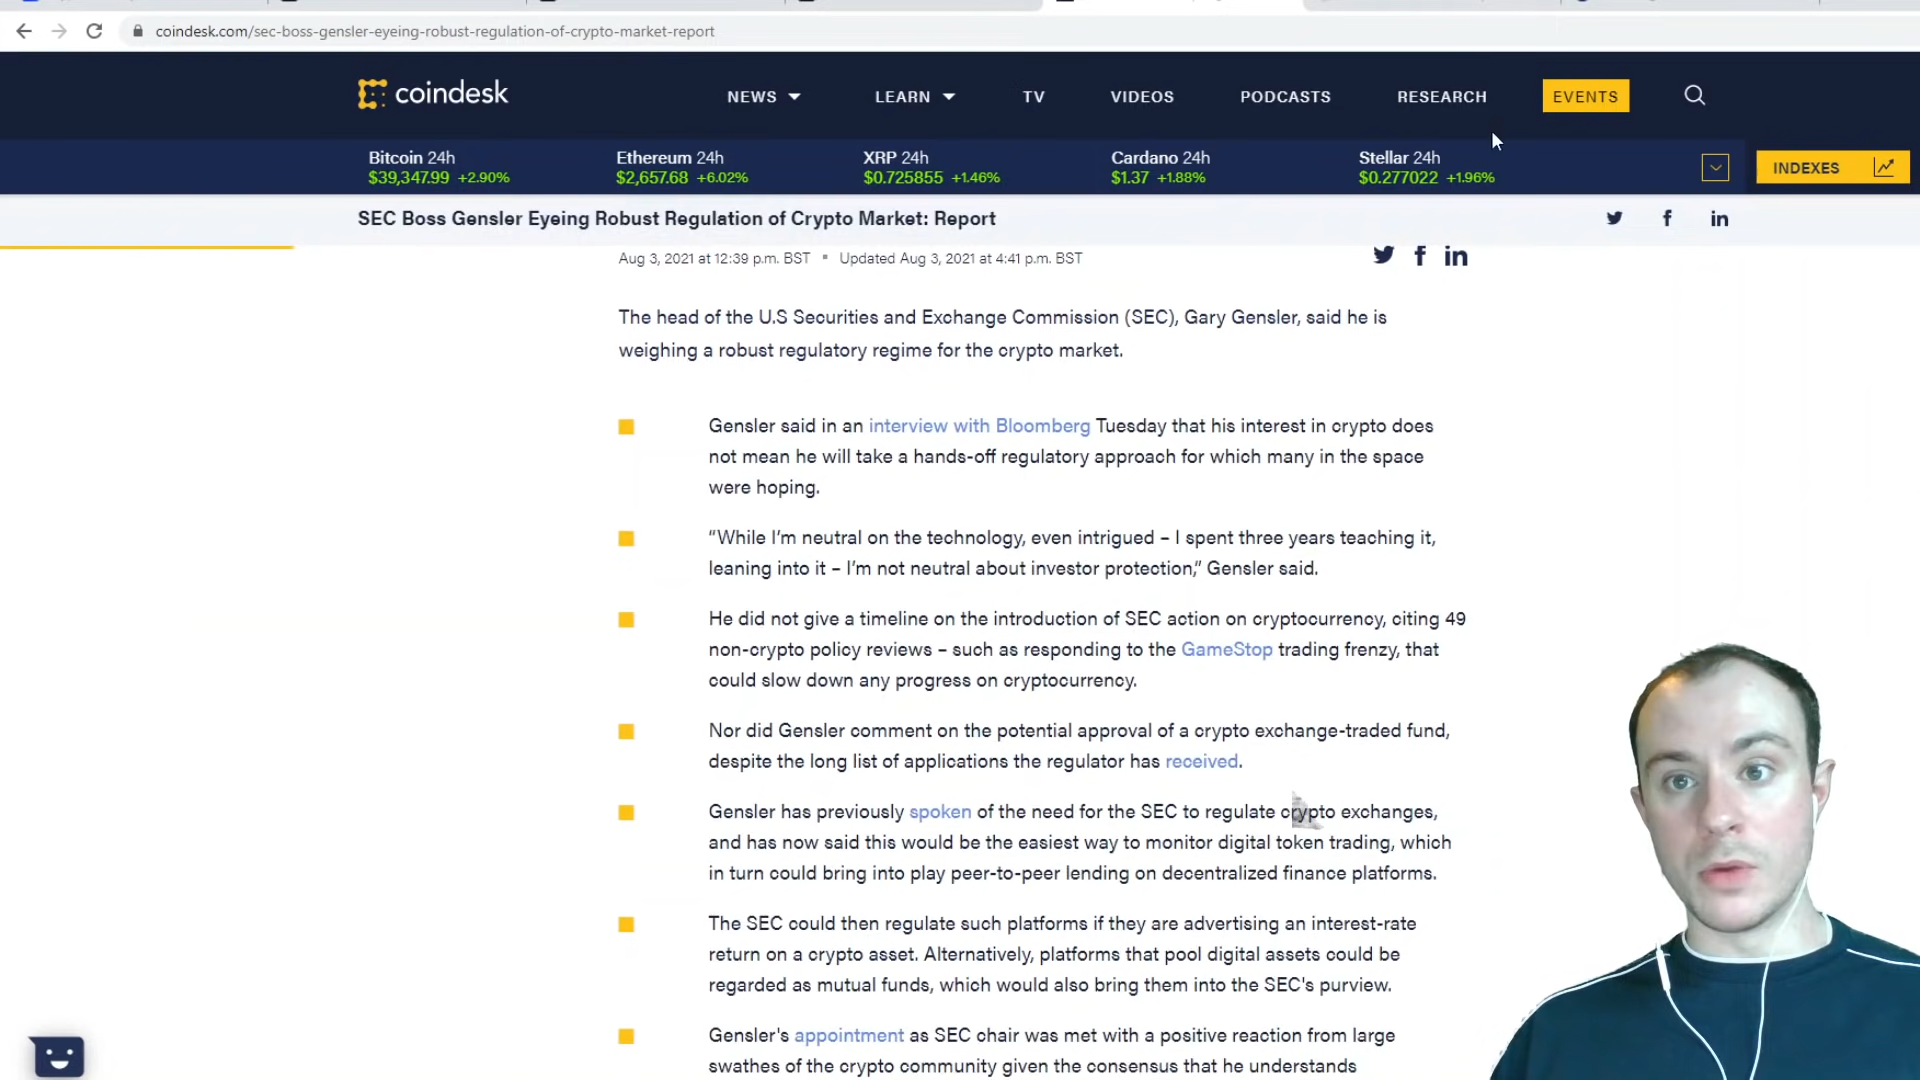 coindesk.com/sec-boss-gensler-eyeing-robust-regulation-of-crypto-market-report
coindesk
NEWS
LEARN
TV
VIDEOS
PODCASTS
RESEARCH
EVENTS
Bitcoin 24h
$39,347.99 +2.90%
Ethereum 24h
$2,657.68 +6.02%
XRP 24h
$0.725855 +1.46%
Cardano 24h
$1.37 +1.88%
Stellar 24h
$0.277022 +1.96%
INDEXES
SEC Boss Gensler Eyeing Robust Regulation of Crypto Market: Report
Aug 3, 2021 at 12:39 p.m. BST ▪ Updated Aug 3, 2021 at 4:41 p.m. BST
The head of the U.S Securities and Exchange Commission (SEC), Gary Gensler, said he is
weighing a robust regulatory regime for the crypto market.
Gensler said in an interview with Bloomberg Tuesday that his interest in crypto does
not mean he will take a hands-off regulatory approach for which many in the space
were hoping.
“While I’m neutral on the technology, even intrigued – I spent three years teaching it,
leaning into it – I’m not neutral about investor protection,” Gensler said.
He did not give a timeline on the introduction of SEC action on cryptocurrency, citing 49
non-crypto policy reviews – such as responding to the GameStop trading frenzy, that
could slow down any progress on cryptocurrency.
Nor did Gensler comment on the potential approval of a crypto exchange-traded fund,
despite the long list of applications the regulator has received.
Gensler has previously spoken of the need for the SEC to regulate crypto exchanges,
and has now said this would be the easiest way to monitor digital token trading, which
in turn could bring into play peer-to-peer lending on decentralized finance platforms.
The SEC could then regulate such platforms if they are advertising an interest-rate
return on a crypto asset. Alternatively, platforms that pool digital assets could be
regarded as mutual funds, which would also bring them into the SEC's purview.
Gensler's appointment as SEC chair was met with a positive reaction from large
swathes of the crypto community given the consensus that he understands